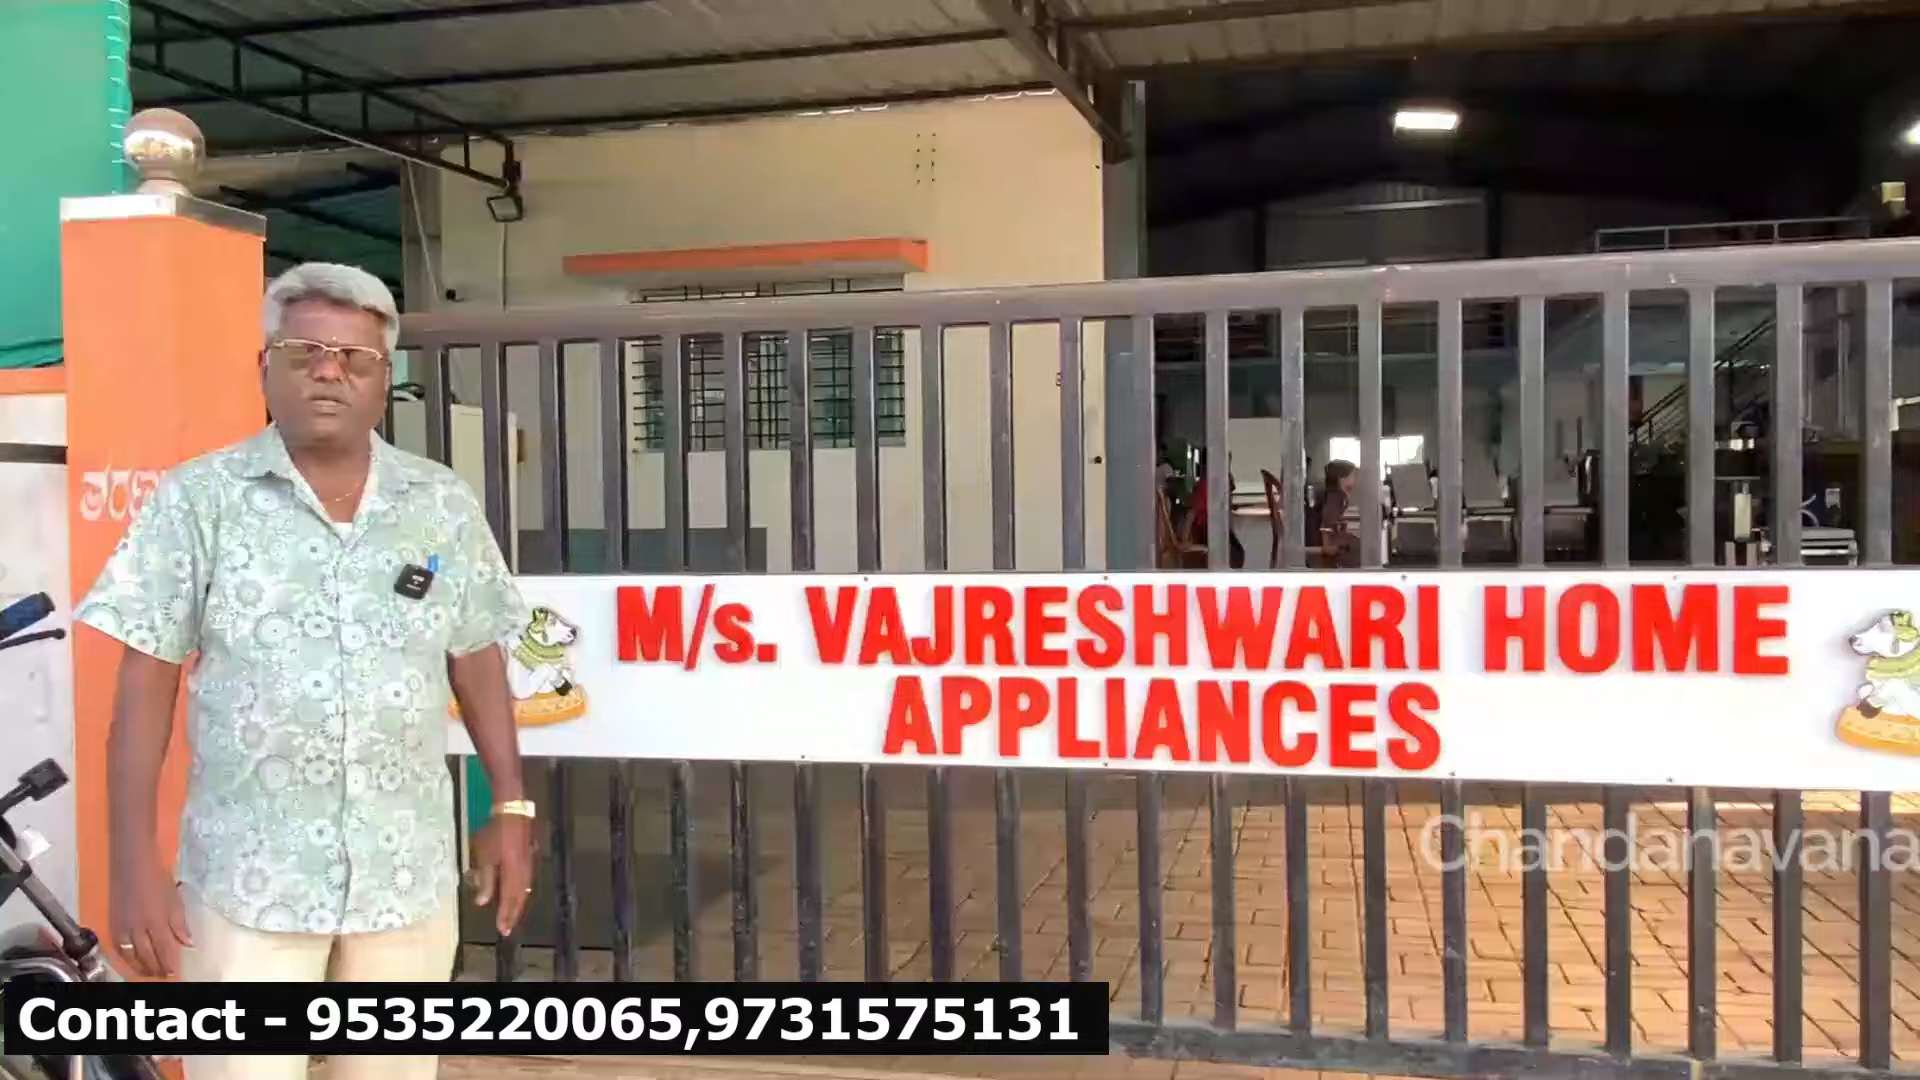 M/s. VAJRESHWARI HOME
APPLIANCES
Chandanavana
Contact - 9535220065,9731575131